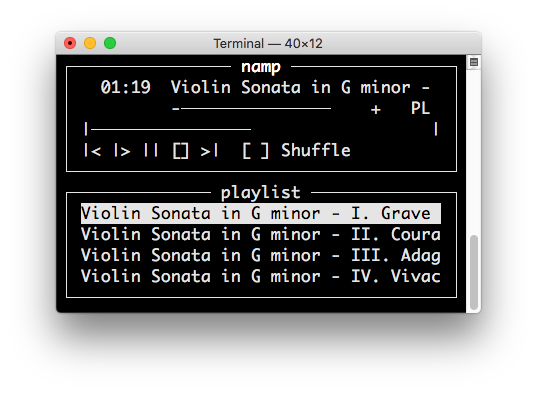 Terminal — 40×12
namp
01:19 Violin Sonata in G minor -
- + PL
|< |> || [] >| [ ] Shuffle
playlist
Violin Sonata in G minor - I. Grave
Violin Sonata in G minor - II. Coura
Violin Sonata in G minor - III. Adag
Violin Sonata in G minor - IV. Vivac